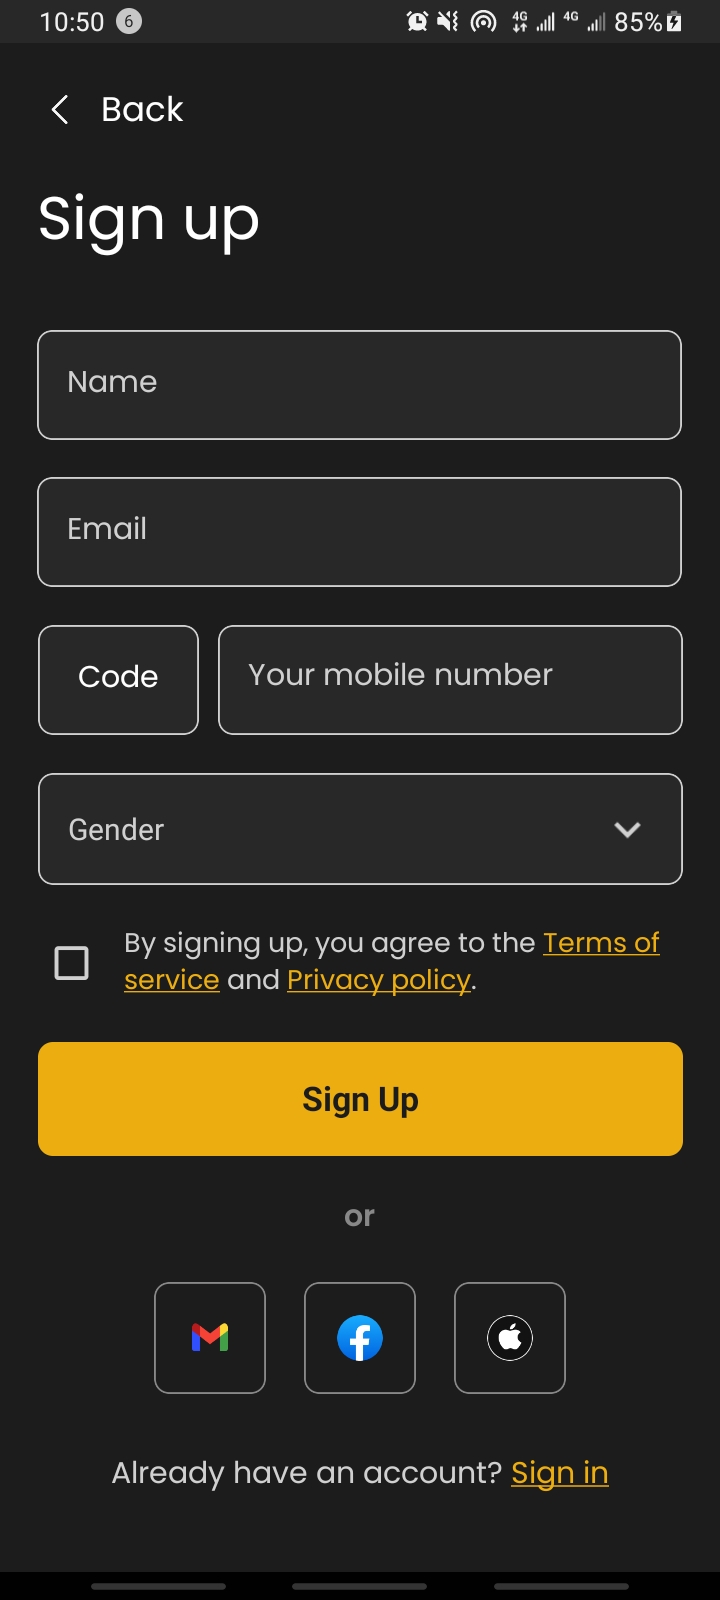 10:50 6 4G 4G 85%
Back
Sign up
Name
Email
Code Your mobile number
Gender
By signing up, you agree to the Terms of
service and Privacy policy.
Sign Up
or
Already have an account? Sign in